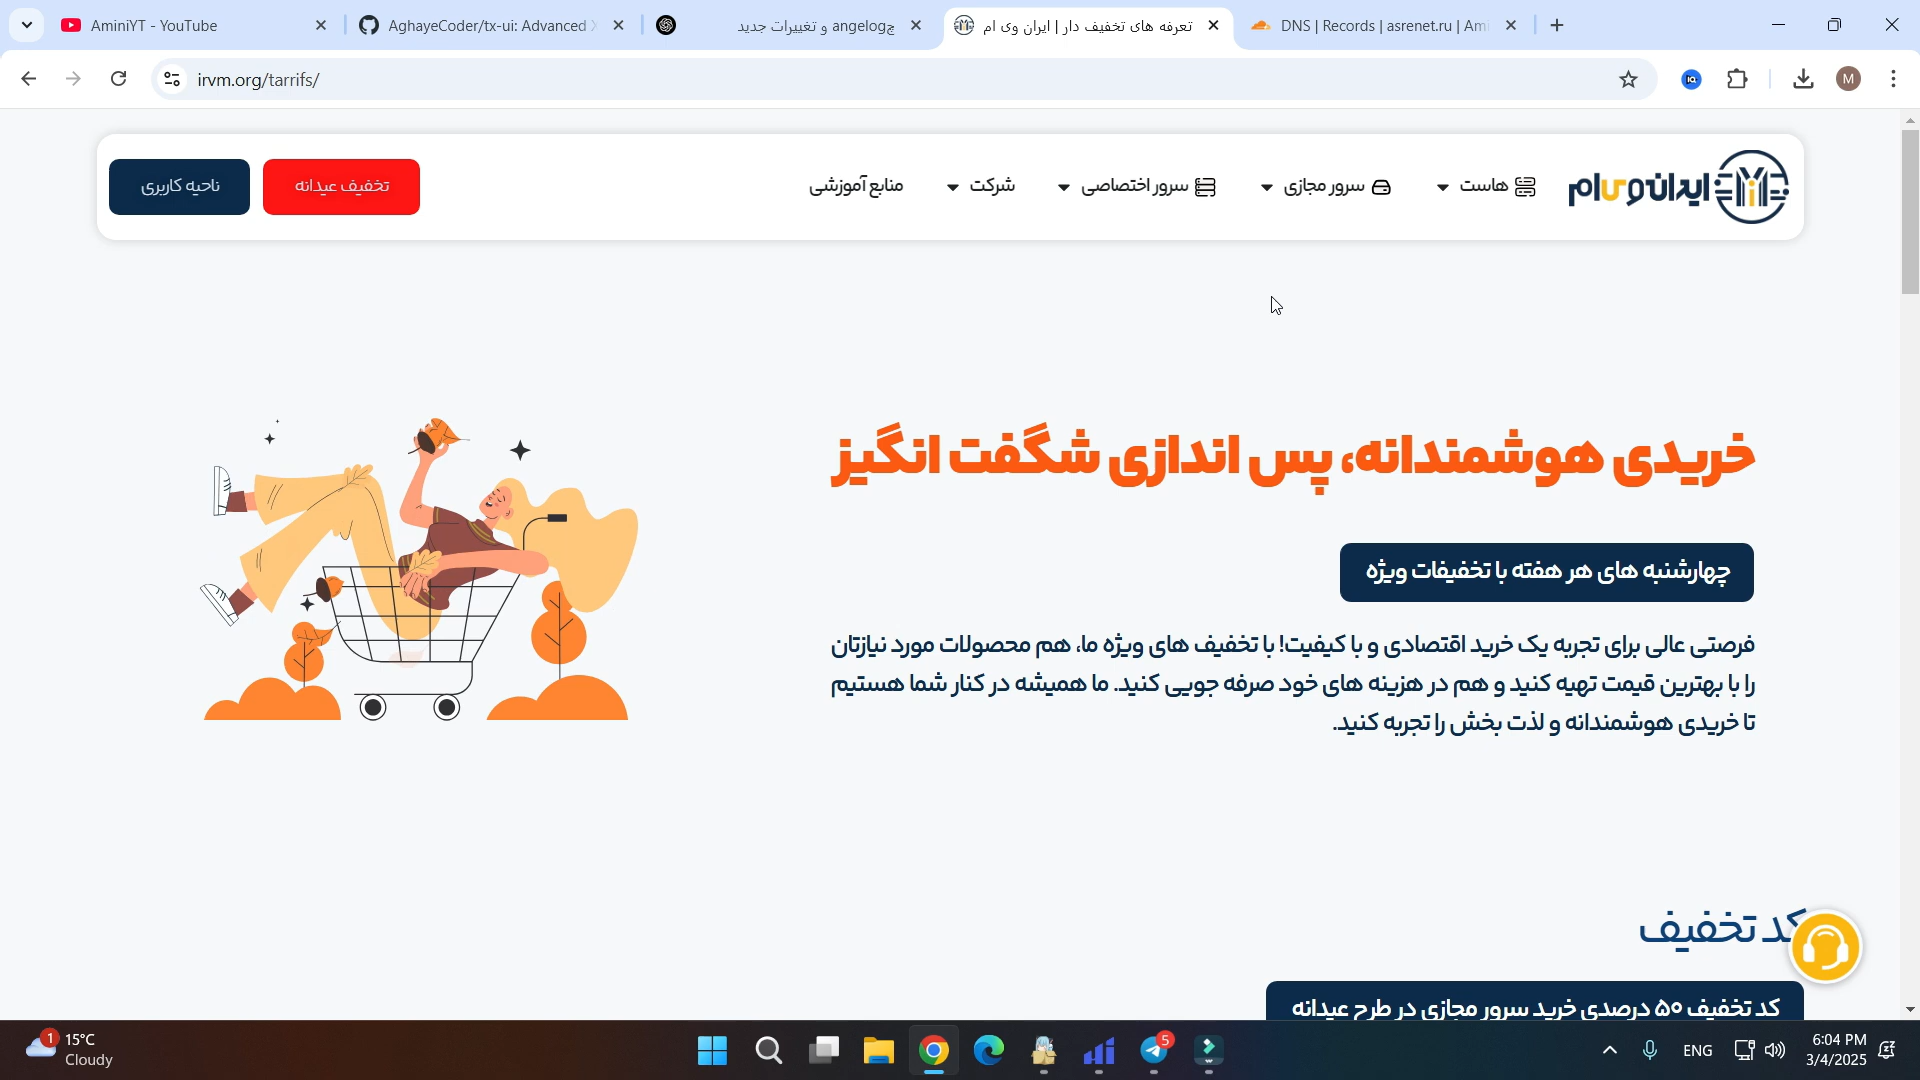 AminiYT - YouTube
AghayeCoder/tx-ui: Advanced X
چangelog و تغییرات جدید
تعرفه های تخفیف دار | ایران وی ام
DNS | Records | asrenet.ru | Ami
irvm.org/tarrifs/
M
ایران وی ام
هاست
سرور مجازی
سرور اختصاصی
شرکت
منابع آموزشی
تخفیف عیدانه
ناحیه کاربری
خریدی هوشمندانه، پس اندازی شگفت انگیز
چهارشنبه های هر هفته با تخفیفات ویژه
فرصتی عالی برای تجربه یک خرید اقتصادی و با کیفیت! با تخفیف های ویژه ما، هم محصولات مورد نیازتان
را با بهترین قیمت تهیه کنید و هم در هزینه های خود صرفه جویی کنید. ما همیشه در کنار شما هستیم
تا خریدی هوشمندانه و لذت بخش را تجربه کنید.
کد تخفیف
کد تخفیف ۵۰ درصدی خرید سرور مجازی در طرح عیدانه
1
15°C
Cloudy
5
ENG
6:04 PM
3/4/2025